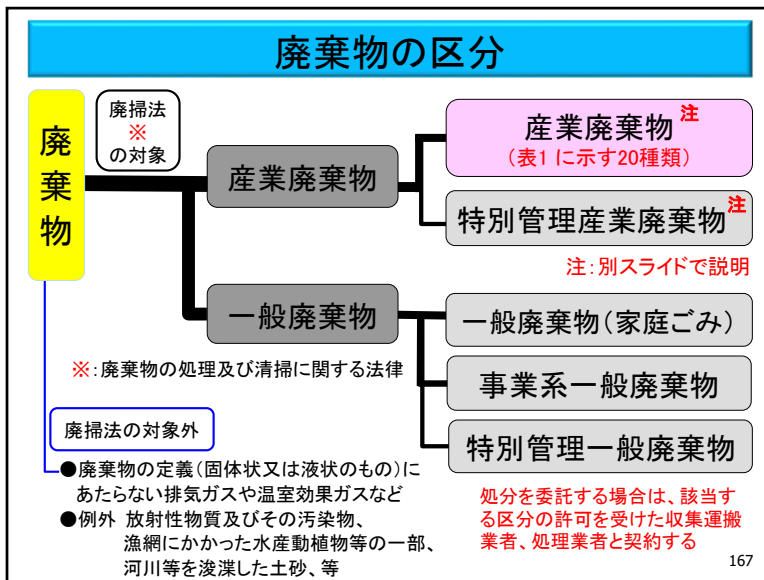 廃棄物の区分
廃棄物
廃掃法
※
の対象
産業廃棄物
産業廃棄物 注
(表1 に示す20種類)
特別管理産業廃棄物 注
注:別スライドで説明
一般廃棄物
一般廃棄物(家庭ごみ)
事業系一般廃棄物
特別管理一般廃棄物
※:廃棄物の処理及び清掃に関する法律
廃掃法の対象外
●廃棄物の定義(固体状又は液状のもの)に
あたらない排気ガスや温室効果ガスなど
●例外 放射性物質及びその汚染物、
漁網にかかった水産動植物等の一部、
河川等を浚渫した土砂、等
処分を委託する場合は、該当す
る区分の許可を受けた収集運搬
業者、処理業者と契約する
167